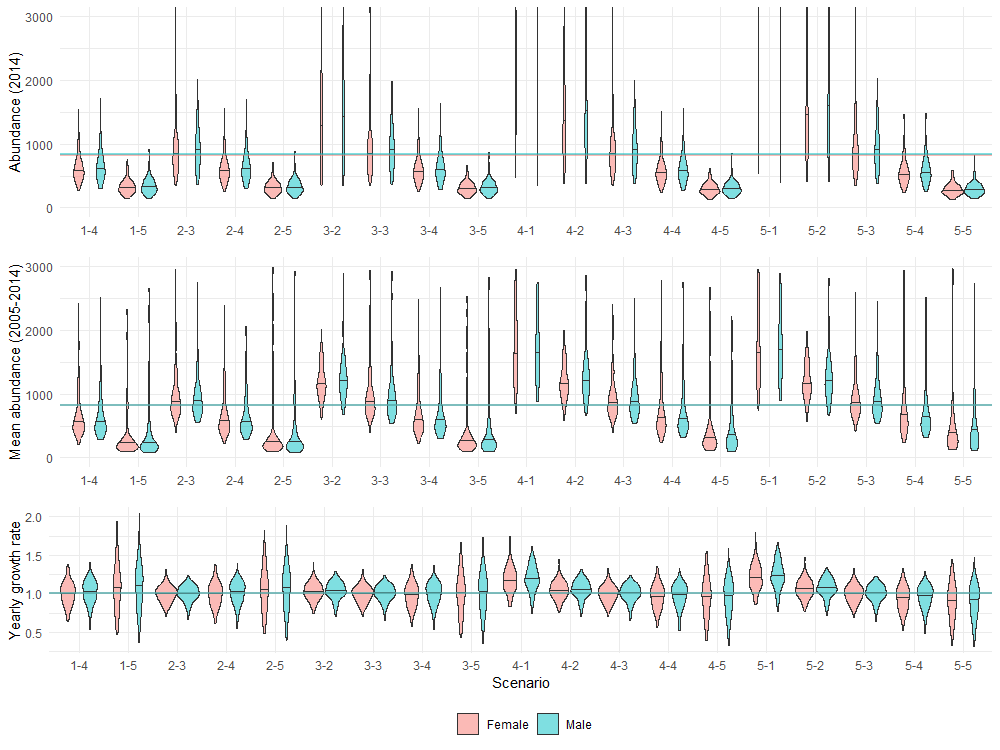 Abundance (2014)
3000
2000
1000
0
1-4 1-5 2-3 2-4 2-5 3-2 3-3 3-4 3-5 4-1 4-2 4-3 4-4 4-5 5-1 5-2 5-3 5-4 5-5
Mean abundance (2005-2014)
3000
2000
1000
0
1-4 1-5 2-3 2-4 2-5 3-2 3-3 3-4 3-5 4-1 4-2 4-3 4-4 4-5 5-1 5-2 5-3 5-4 5-5
Yearly growth rate
2.0
1.5
1.0
0.5
1-4 1-5 2-3 2-4 2-5 3-2 3-3 3-4 3-5 4-1 4-2 4-3 4-4 4-5 5-1 5-2 5-3 5-4 5-5
Scenario
Female Male